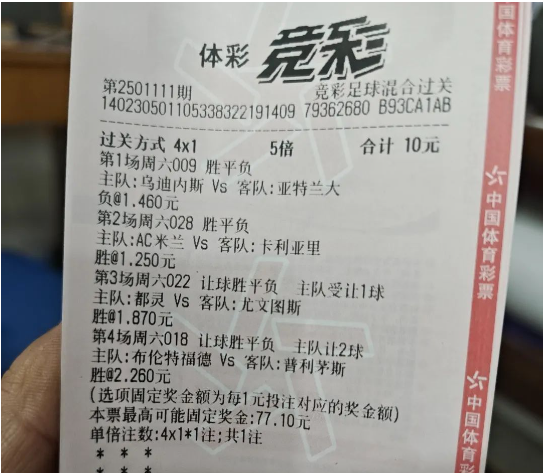 体彩 竞彩
第2501111期 竞彩足球混合过关
140230501105338322191409 79362680 B93CA1AB
过关方式 4x1 5倍 合计 10元
第1场周六009 胜平负
主队:乌迪内斯 Vs 客队:亚特兰大
负@1.460元
第2场周六028 胜平负
主队:AC米兰 Vs 客队:卡利亚里
胜@1.250元
第3场周六022 让球胜平负 主队受让1球
主队:都灵 Vs 客队:尤文图斯
胜@1.870元
第4场周六018 让球胜平负 主队让2球
主队:布伦特福德 Vs 客队:普利茅斯
胜@2.260元
(选项固定奖金额为每1元投注对应的奖金额)
本票最高可能固定奖金:77.10元
单倍注数:4x1*1注;共1注
* * *
* * *
国体育彩票
中国体育彩票
中国体育彩